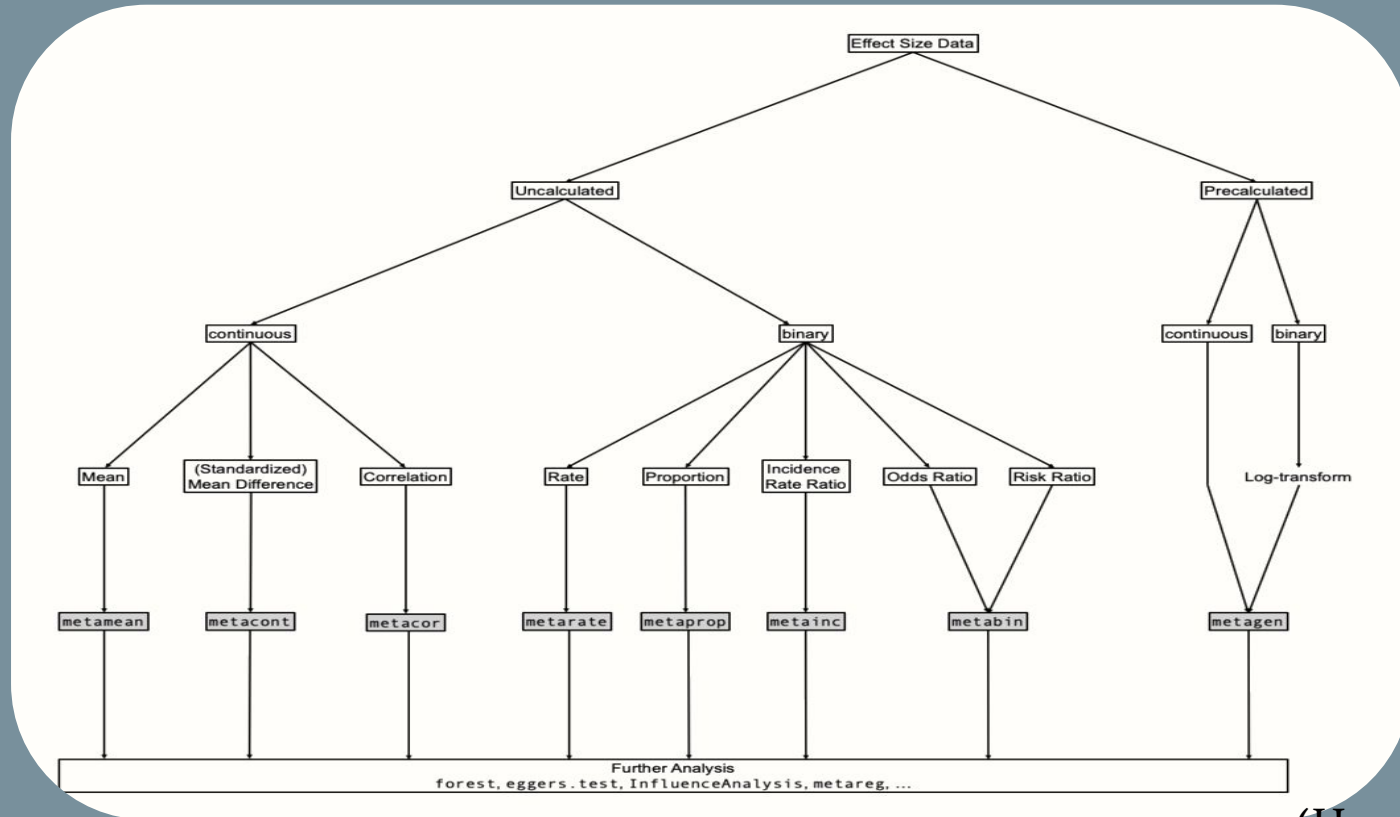 Effect Size Data
Uncalculated
Precalculated
continuous
binary
continuous
binary
Mean
(Standardized)
Mean Difference
Correlation
Rate
Proportion
Incidence
Rate Ratio
Odds Ratio
Risk Ratio
Log-transform
metamean
metacont
metacor
metarate
metaprop
metainc
metabin
metagen
Further Analysis
forest, eggers.test, InfluenceAnalysis, metareg, ...